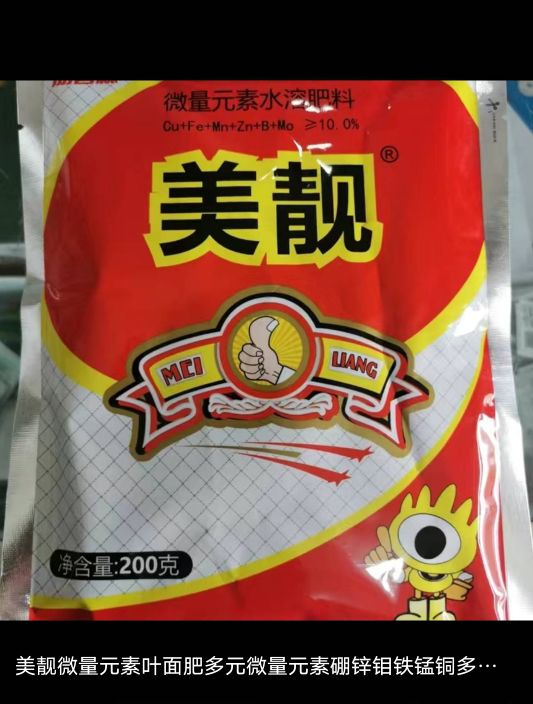 微量元素水溶肥料
Cu+Fe+Mn+Zn+B+Mo ≥10.0%
美靓®
MEI LIANG
净含量:200克
美靓微量元素叶面肥多元微量元素硼锌钼铁锰铜多…